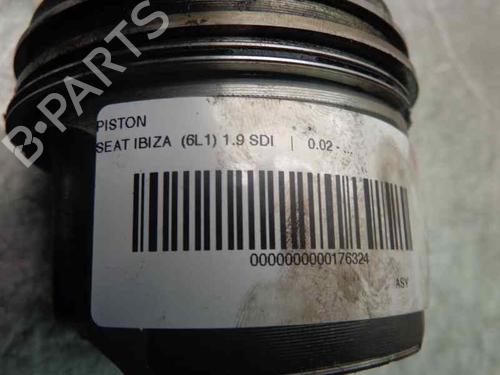 B-PARTS
PISTON
SEAT IBIZA (6L1) 1.9 SDI | 0.02 - ...
0000000000176324
ASY